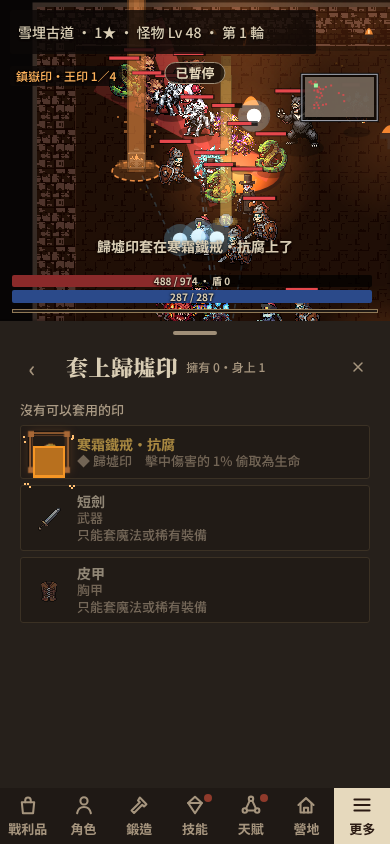 雪埋古道 • 1★ • 怪物 Lv 48 • 第 1 輪
鎮嶽印・王印 1／4
已暫停
歸墟印套在寒霜鐵戒・抗腐上了
488 / 974 • 盾 0
287 / 287
‹ 套上歸墟印 擁有 0・身上 1 ✕
沒有可以套用的印
寒霜鐵戒・抗腐
◆ 歸墟印 擊中傷害的 1% 偷取為生命
短劍
武器
只能套魔法或稀有裝備
皮甲
胸甲
只能套魔法或稀有裝備
戰利品 角色 鍛造 技能 天賦 營地 更多